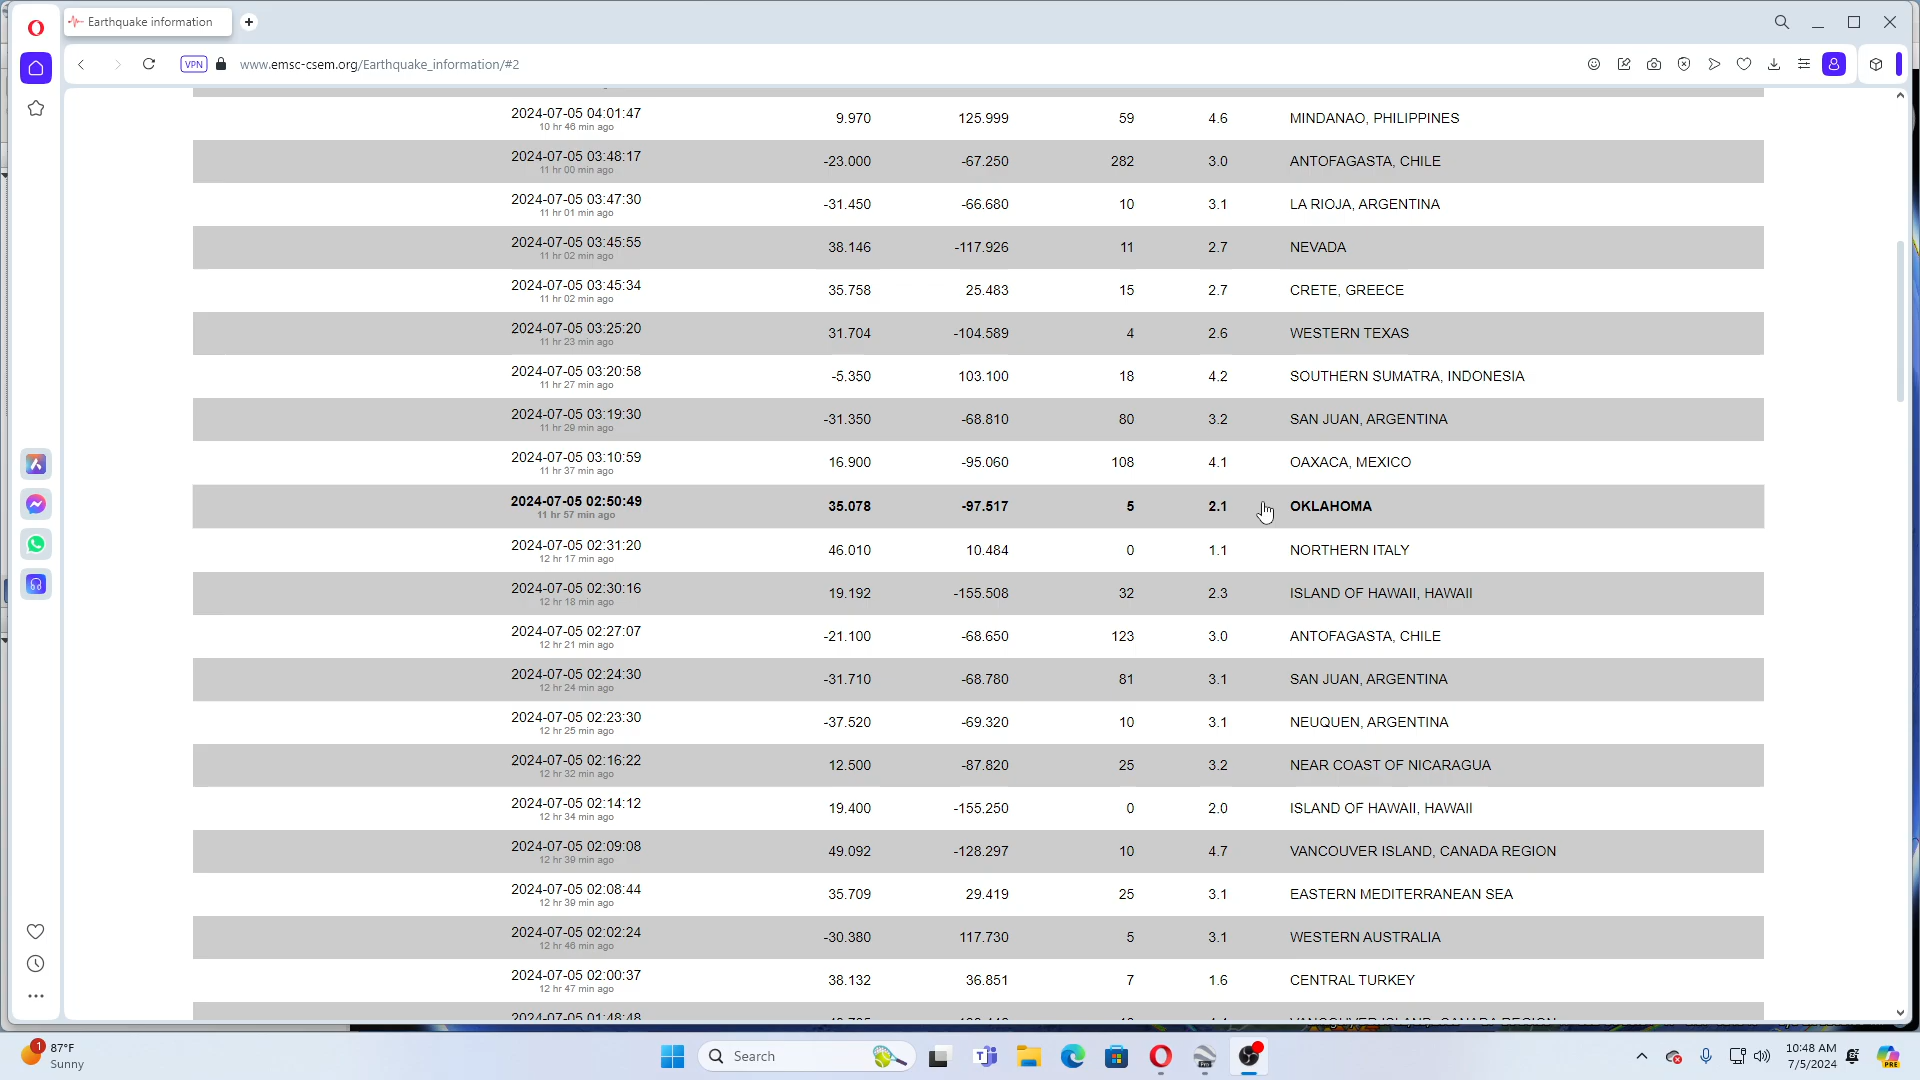 Earthquake information
VPN www.emsc-csem.org/Earthquake_information/#2
2024-07-05 04:01:47 9.970 125.999 59 4.6 MINDANAO, PHILIPPINES
10 hr 46 min ago
2024-07-05 03:48:17 -23.000 -67.250 282 3.0 ANTOFAGASTA, CHILE
11 hr 00 min ago
2024-07-05 03:47:30 -31.450 -66.680 10 3.1 LA RIOJA, ARGENTINA
11 hr 01 min ago
2024-07-05 03:45:55 38.146 -117.926 11 2.7 NEVADA
11 hr 02 min ago
2024-07-05 03:45:34 35.758 25.483 15 2.7 CRETE, GREECE
11 hr 02 min ago
2024-07-05 03:25:20 31.704 -104.589 4 2.6 WESTERN TEXAS
11 hr 23 min ago
2024-07-05 03:20:58 -5.350 103.100 18 4.2 SOUTHERN SUMATRA, INDONESIA
11 hr 27 min ago
2024-07-05 03:19:30 -31.350 -68.810 80 3.2 SAN JUAN, ARGENTINA
11 hr 29 min ago
2024-07-05 03:10:59 16.900 -95.060 108 4.1 OAXACA, MEXICO
11 hr 37 min ago
2024-07-05 02:50:49 35.078 -97.517 5 2.1 OKLAHOMA
11 hr 57 min ago
2024-07-05 02:31:20 46.010 10.484 0 1.1 NORTHERN ITALY
12 hr 17 min ago
2024-07-05 02:30:16 19.192 -155.508 32 2.3 ISLAND OF HAWAII, HAWAII
12 hr 18 min ago
2024-07-05 02:27:07 -21.100 -68.650 123 3.0 ANTOFAGASTA, CHILE
12 hr 21 min ago
2024-07-05 02:24:30 -31.710 -68.780 81 3.1 SAN JUAN, ARGENTINA
12 hr 24 min ago
2024-07-05 02:23:30 -37.520 -69.320 10 3.1 NEUQUEN, ARGENTINA
12 hr 25 min ago
2024-07-05 02:16:22 12.500 -87.820 25 3.2 NEAR COAST OF NICARAGUA
12 hr 32 min ago
2024-07-05 02:14:12 19.400 -155.250 0 2.0 ISLAND OF HAWAII, HAWAII
12 hr 34 min ago
2024-07-05 02:09:08 49.092 -128.297 10 4.7 VANCOUVER ISLAND, CANADA REGION
12 hr 39 min ago
2024-07-05 02:08:44 35.709 29.419 25 3.1 EASTERN MEDITERRANEAN SEA
12 hr 39 min ago
2024-07-05 02:02:24 -30.380 117.730 5 3.1 WESTERN AUSTRALIA
12 hr 46 min ago
2024-07-05 02:00:37 38.132 36.851 7 1.6 CENTRAL TURKEY
12 hr 47 min ago
2024-07-05 01:48:48 VANCOUVER ISLAND, CANADA REGION
1 87°F
Sunny
Search
10:48 AM
7/5/2024
PRE